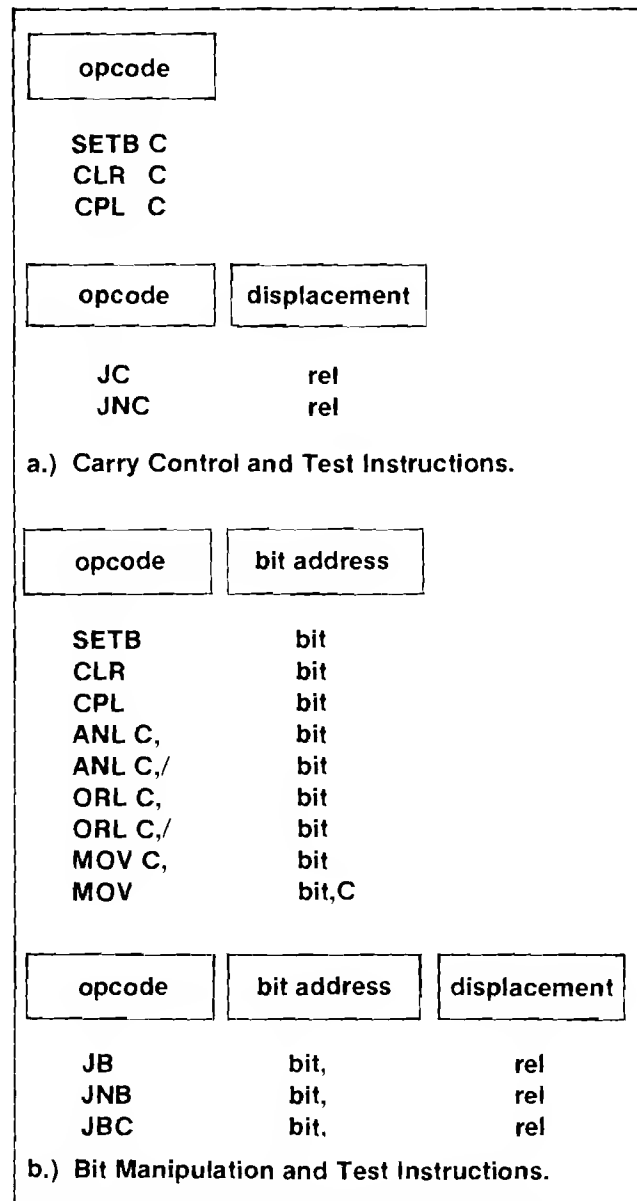 opcode
SETB C
CLR C
CPL C
opcode displacement
JC rel
JNC rel
a.) Carry Control and Test Instructions.
opcode bit address
SETB bit
CLR bit
CPL bit
ANL C, bit
ANL C,/ bit
ORL C, bit
ORL C,/ bit
MOV C, bit
MOV bit,C
opcode bit address displacement
JB bit, rel
JNB bit, rel
JBC bit. rel
b.) Bit Manipulation and Test Instructions.